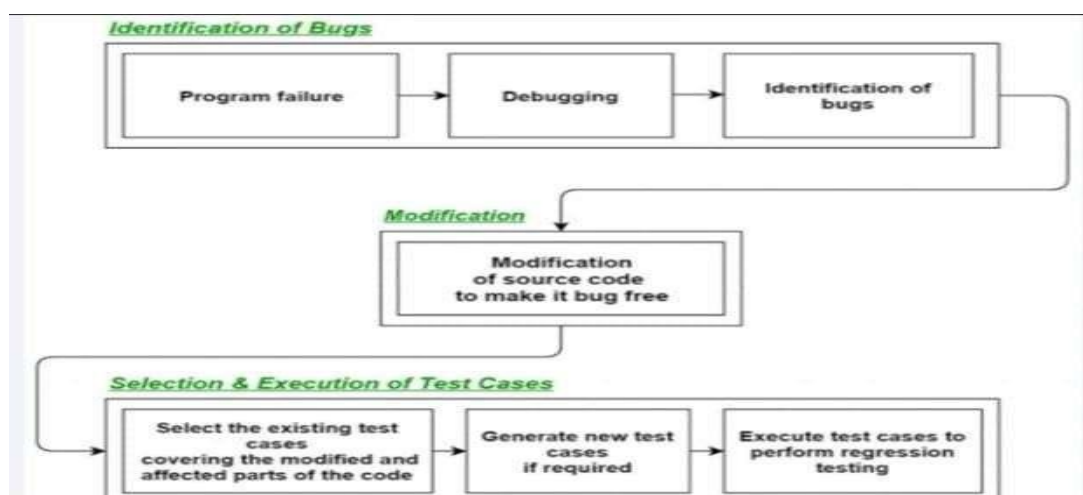 Identification of Bugs
Program failure
Debugging
Identification of
bugs
Modification
Modification
of source code
to make it bug free
Selection & Execution of Test Cases
Select the existing test
cases
covering the modified and
affected parts of the code
Generate new test
cases
if required
Execute test cases to
perform regression
testing